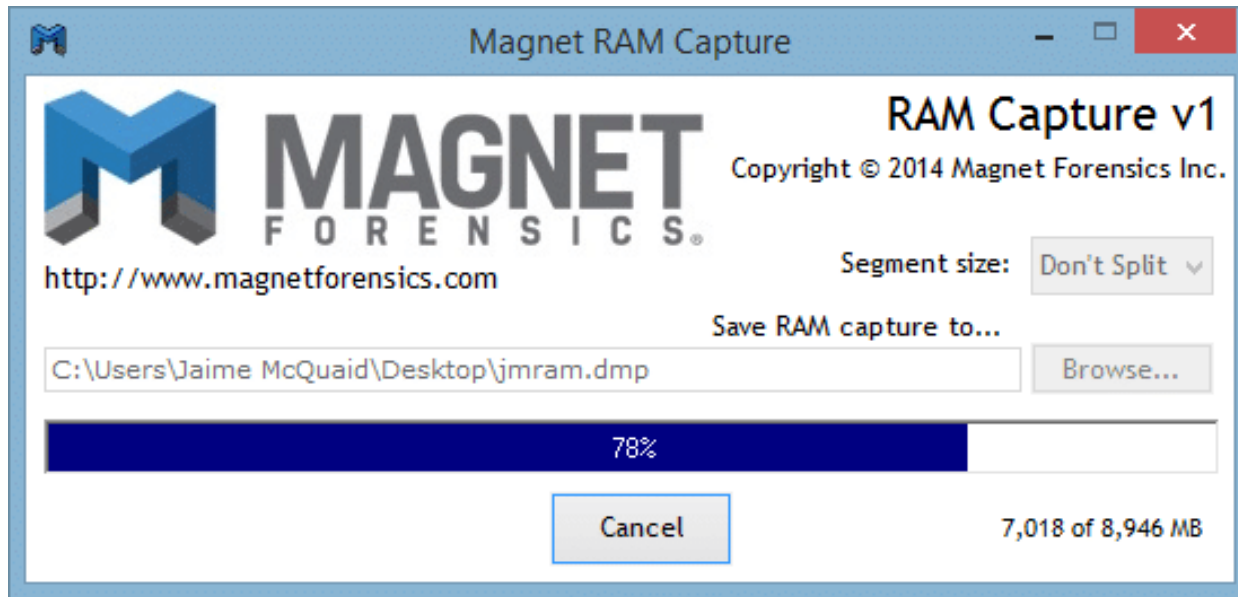 Magnet RAM Capture
MAGNET
FORENSICS®
RAM Capture v1
Copyright © 2014 Magnet Forensics Inc.
http://www.magnetforensics.com
Segment size: Don't Split
Save RAM capture to...
C:\Users\Jaime McQuaid\Desktop\jmram.dmp Browse...
78%
Cancel 7,018 of 8,946 MB